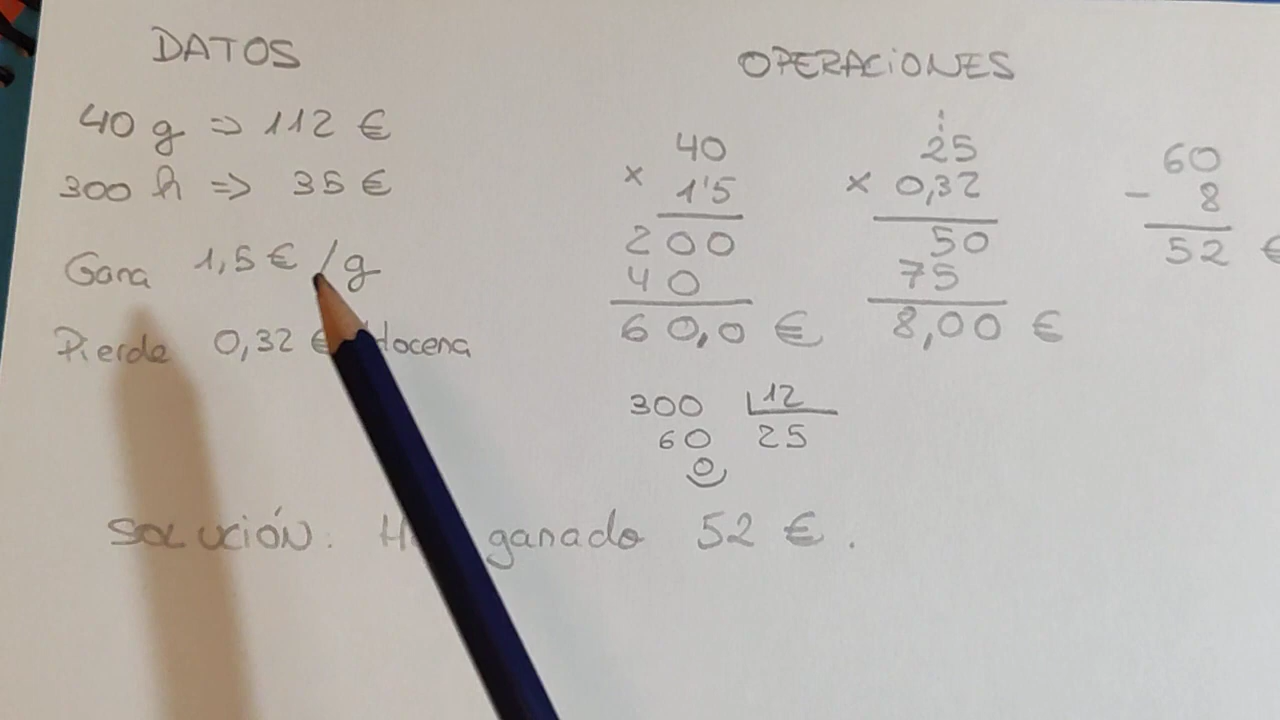 DATOS
40 g => 112 €
300 h => 35 €
Gana 1,5 € / g
Pierde 0,32 € docena
OPERACIONES
40
x 1'5
200
40
60,0 €
25
x 0,32
50
75
8,00 €
60
- 8
52 €
300 12
60 25
0
SOLUCIÓN: ganado 52 €.